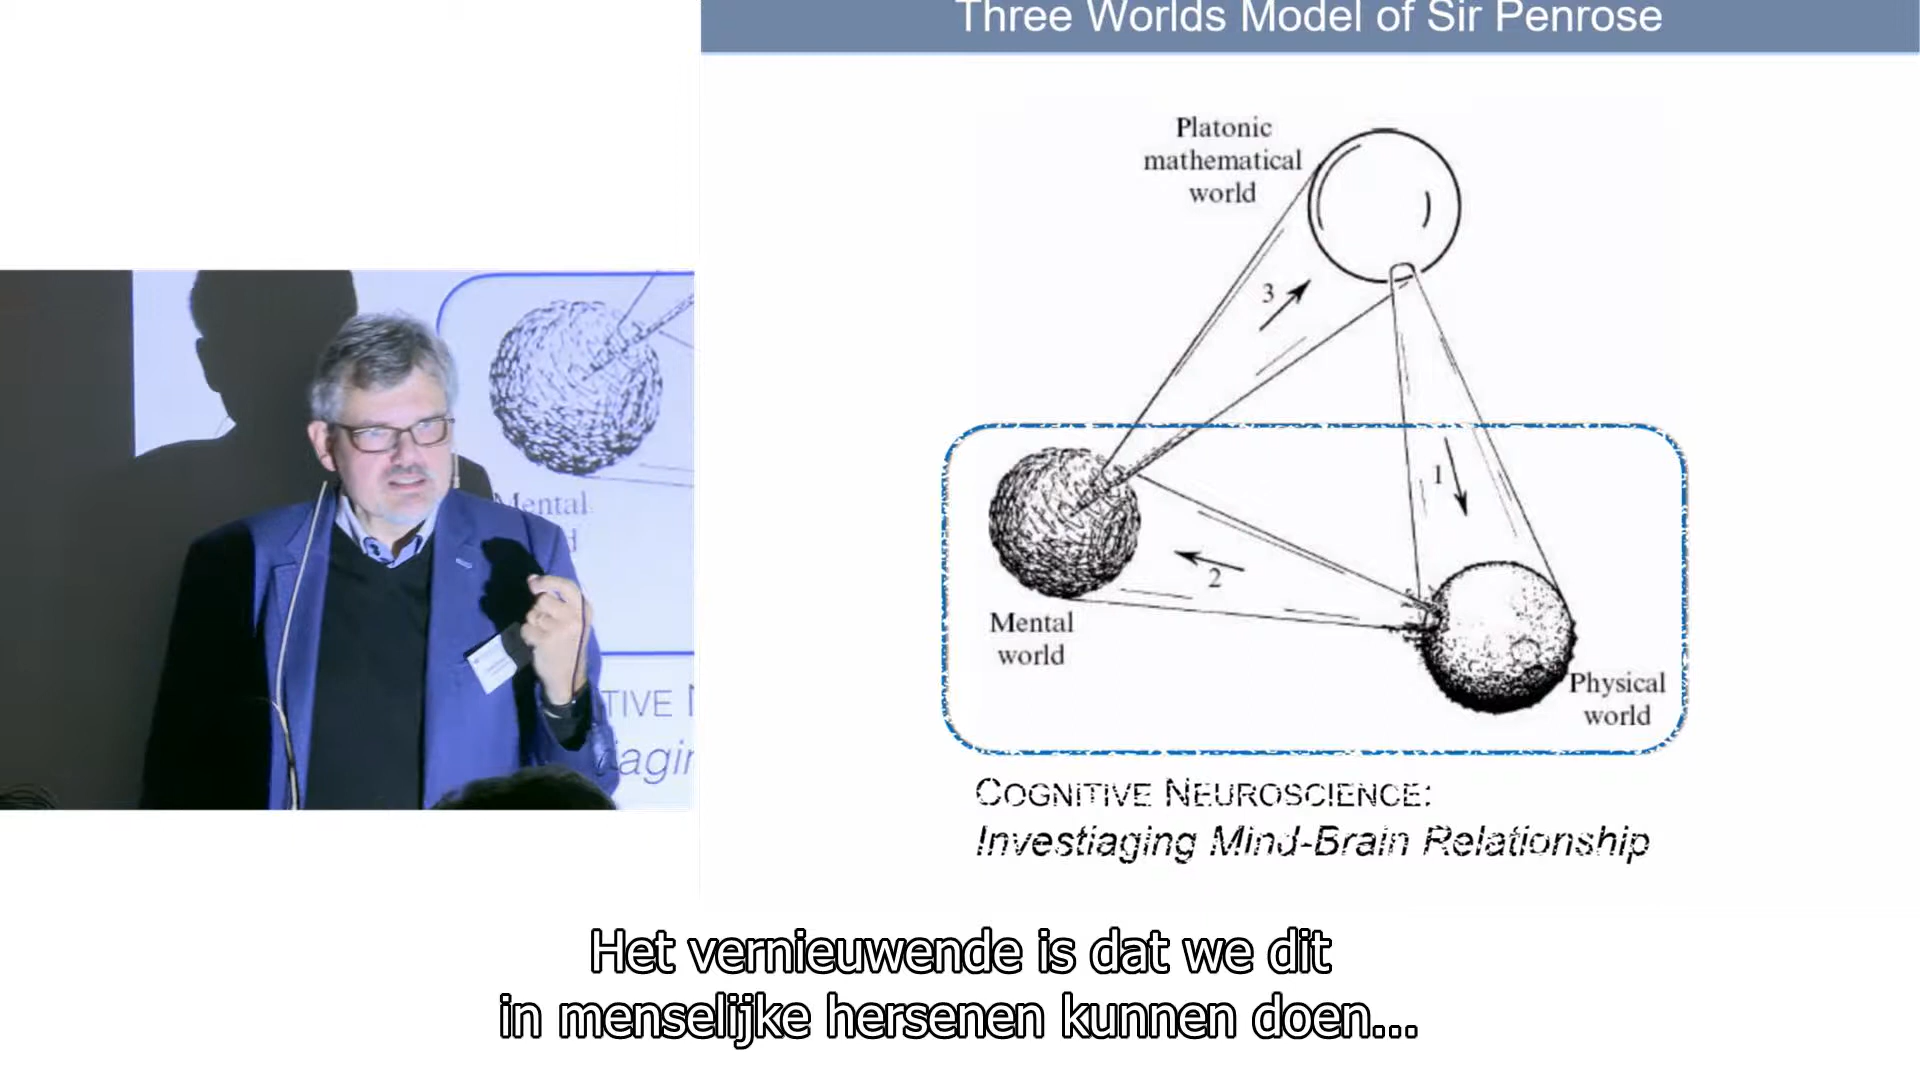 Three Worlds Model of Sir Penrose
Platonic
mathematical
world
3
1
2
Mental
world
Physical
world
COGNITIVE NEUROSCIENCE:
Investiaging Mind-Brain Relationship
Mental
Het vernieuwende is dat we dit
in menselijke hersenen kunnen doen...